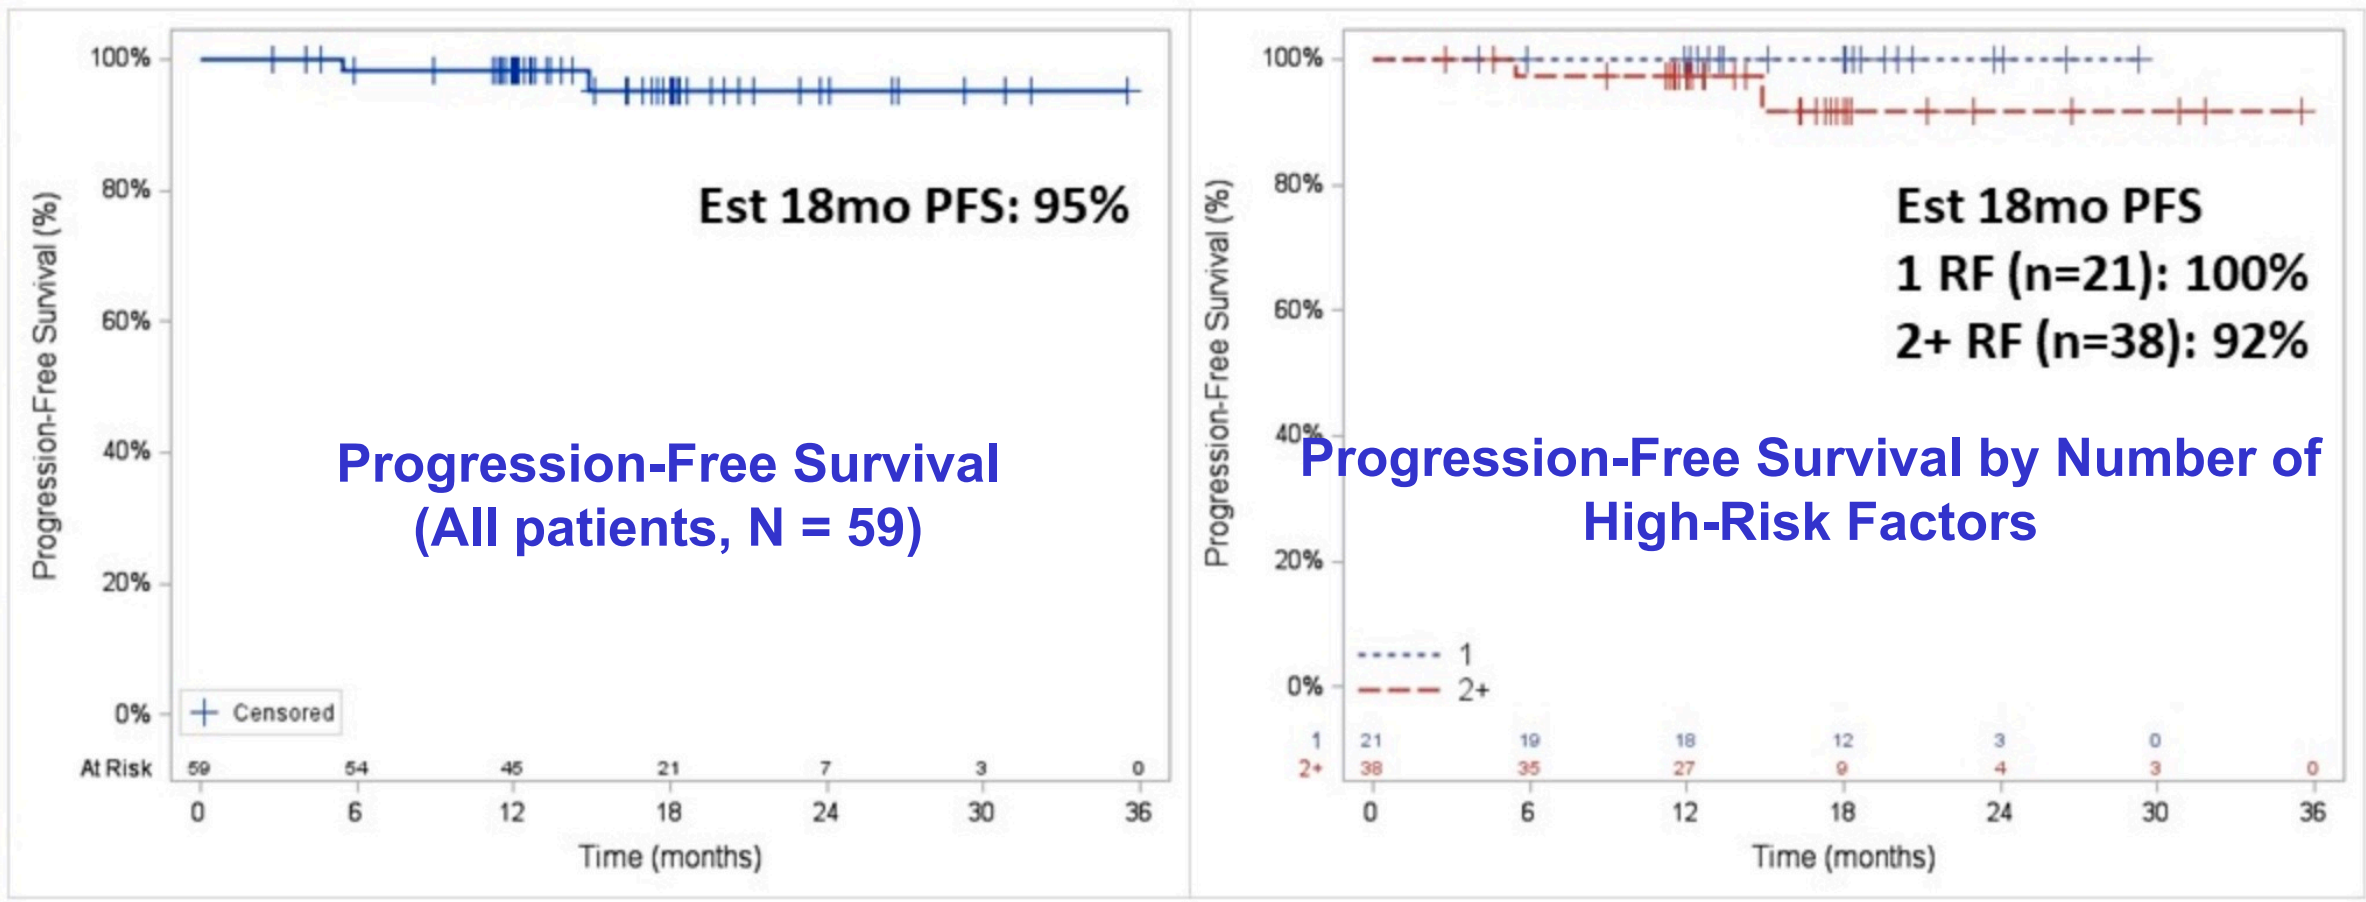 Progression-Free Survival (%)
100%
80%
60%
40%
20%
0%
Est 18mo PFS: 95%
Progression-Free Survival
(All patients, N = 59)
Censored
At Risk 59 54 45 21 7 3 0
0 6 12 18 24 30 36
Time (months)
Progression-Free Survival (%)
100%
80%
60%
40%
20%
0%
Est 18mo PFS
1 RF (n=21): 100%
2+ RF (n=38): 92%
Progression-Free Survival by Number of
High-Risk Factors
1
2+
1 21 19 18 12 3 0
2+ 38 35 27 9 4 3 0
0 6 12 18 24 30 36
Time (months)